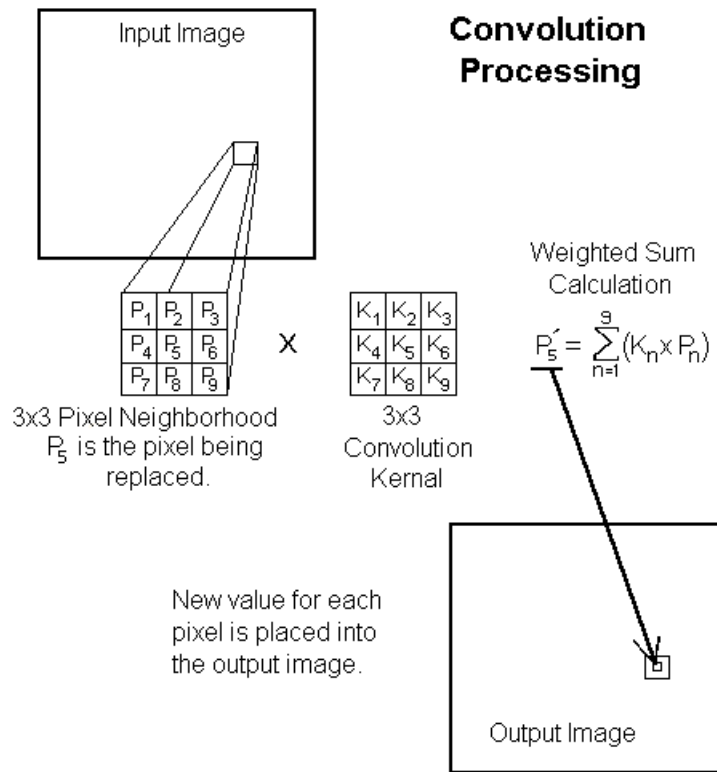 Input Image
Convolution
Processing
P₁ P₂ P₃
P₄ P₅ P₆
P₇ P₈ P₉
X
K₁ K₂ K₃
K₄ K₅ K₆
K₇ K₈ K₉
3x3 Pixel Neighborhood
P₅ is the pixel being
replaced.
3x3
Convolution
Kernal
Weighted Sum
Calculation
P₅′ = ∑ₙ₌₁⁹(Kₙ x Pₙ)
New value for each
pixel is placed into
the output image.
Output Image